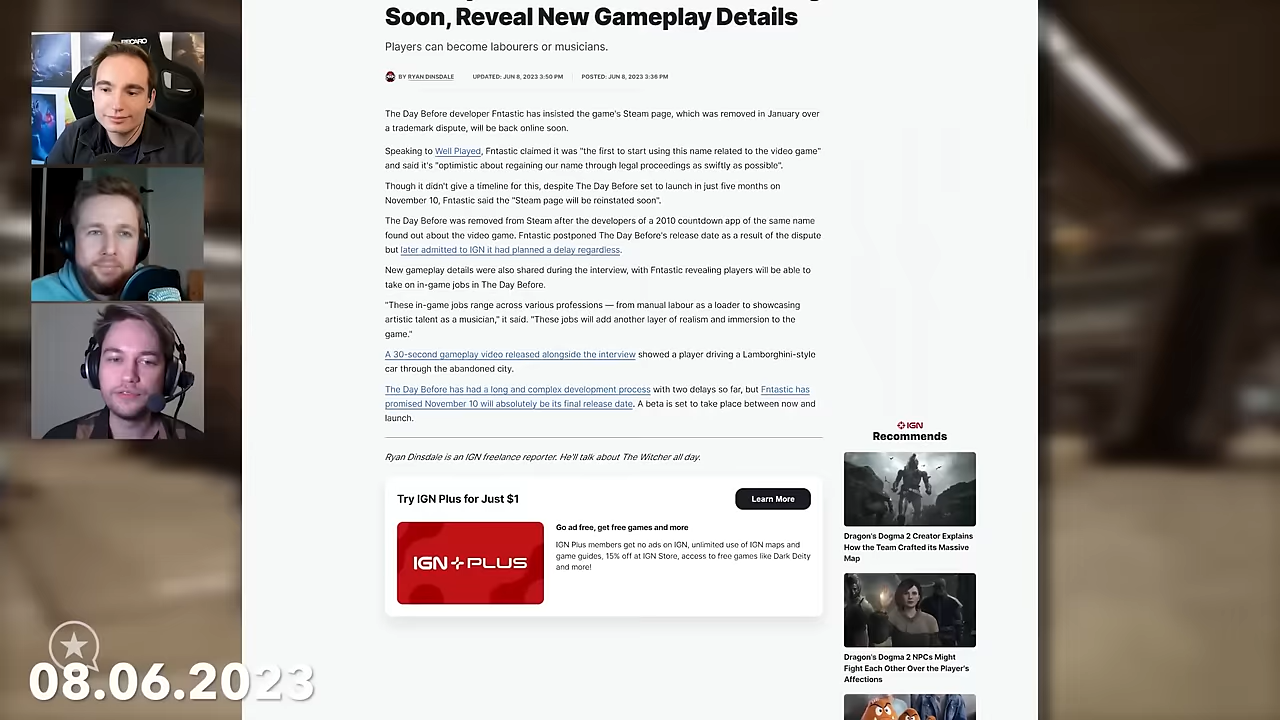 Soon, Reveal New Gameplay Details
Players can become labourers or musicians.
BY RYAN DINSDALE UPDATED: JUN 8, 2023 3:50 PM POSTED: JUN 8, 2023 3:36 PM
The Day Before developer Fntastic has insisted the game's Steam page, which was removed in January over
a trademark dispute, will be back online soon.
Speaking to Well Played, Fntastic claimed it was "the first to start using this name related to the video game"
and said it's "optimistic about regaining our name through legal proceedings as swiftly as possible".
Though it didn't give a timeline for this, despite The Day Before set to launch in just five months on
November 10, Fntastic said the "Steam page will be reinstated soon".
The Day Before was removed from Steam after the developers of a 2010 countdown app of the same name
found out about the video game. Fntastic postponed The Day Before's release date as a result of the dispute
but later admitted to IGN it had planned a delay regardless.
New gameplay details were also shared during the interview, with Fntastic revealing players will be able to
take on in-game jobs in The Day Before.
"These in-game jobs range across various professions — from manual labour as a loader to showcasing
artistic talent as a musician," it said. "These jobs will add another layer of realism and immersion to the
game."
A 30-second gameplay video released alongside the interview showed a player driving a Lamborghini-style
car through the abandoned city.
The Day Before has had a long and complex development process with two delays so far, but Fntastic has
promised November 10 will absolutely be its final release date. A beta is set to take place between now and
launch.
Ryan Dinsdale is an IGN freelance reporter. He'll talk about The Witcher all day.
Try IGN Plus for Just $1
Learn More
IGN PLUS
Go ad free, get free games and more
IGN Plus members get no ads on IGN, unlimited use of IGN maps and
game guides, 15% off at IGN Store, access to free games like Dark Deity
and more!
IGN
Recommends
Dragon's Dogma 2 Creator Explains
How the Team Crafted its Massive
Map
Dragon's Dogma 2 NPCs Might
Fight Each Other Over the Player's
Affections
08.06.2023